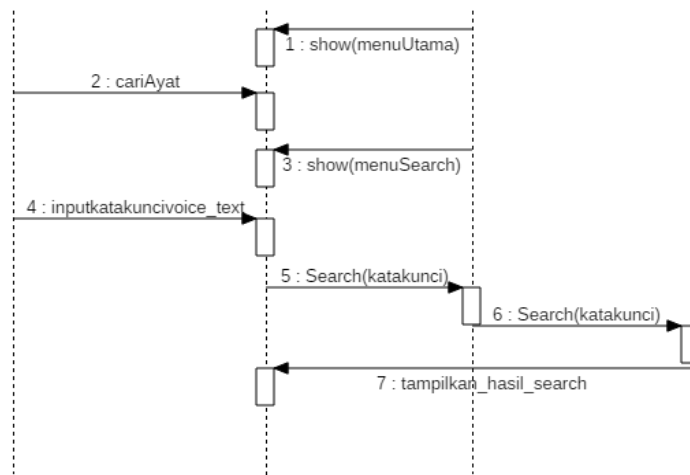 1 : show(menuUtama)
2 : cariAyat
3 : show(menuSearch)
4 : inputkatakuncivoice_text
5 : Search(katakunci)
6 : Search(katakunci)
7 : tampilkan_hasil_search